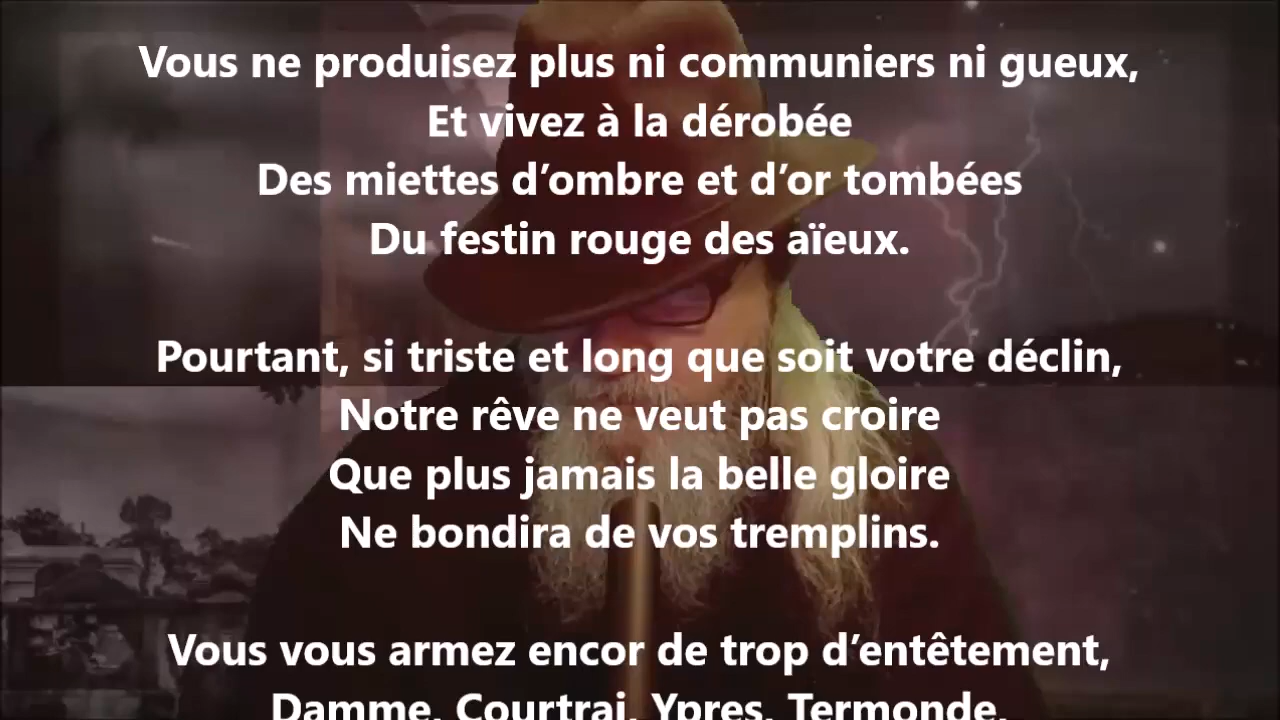 Vous ne produisez plus ni communiers ni gueux,
Et vivez à la dérobée
Des miettes d’ombre et d’or tombées
Du festin rouge des aïeux.
Pourtant, si triste et long que soit votre déclin,
Notre rêve ne veut pas croire
Que plus jamais la belle gloire
Ne bondira de vos tremplins.
Vous vous armez encor de trop d’entêtement,
Damme, Courtrai, Ypres, Termonde,